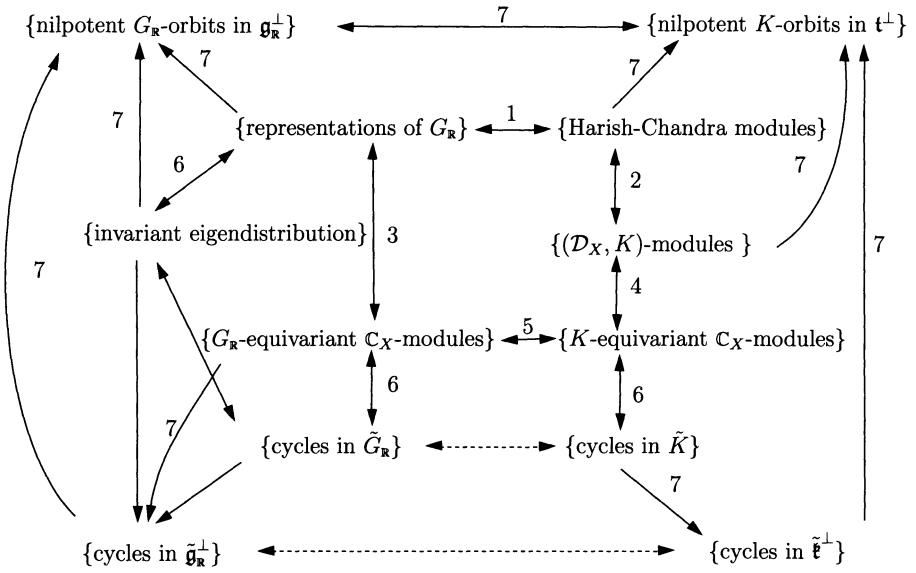 {nilpotent G_ℝ-orbits in 𝔤_ℝ^⊥} 7 {nilpotent K-orbits in 𝔨^⊥}
7 7
7 {representations of G_ℝ} 1 {Harish-Chandra modules}
6 2 7
{invariant eigendistribution} 3 {(𝒟_X, K)-modules }
7 4 7
{G_ℝ-equivariant ℂ_X-modules} 5 {K-equivariant ℂ_X-modules}
6 6
7 {cycles in G̃_ℝ} {cycles in K̃}
7
{cycles in 𝔤̃_ℝ^⊥} {cycles in 𝔨̃^⊥}